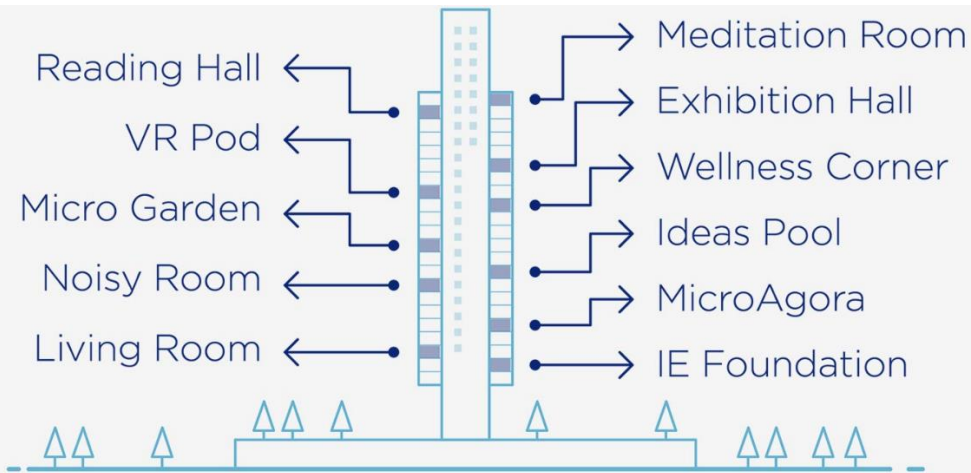 Reading Hall
VR Pod
Micro Garden
Noisy Room
Living Room
Meditation Room
Exhibition Hall
Wellness Corner
Ideas Pool
MicroAgora
IE Foundation